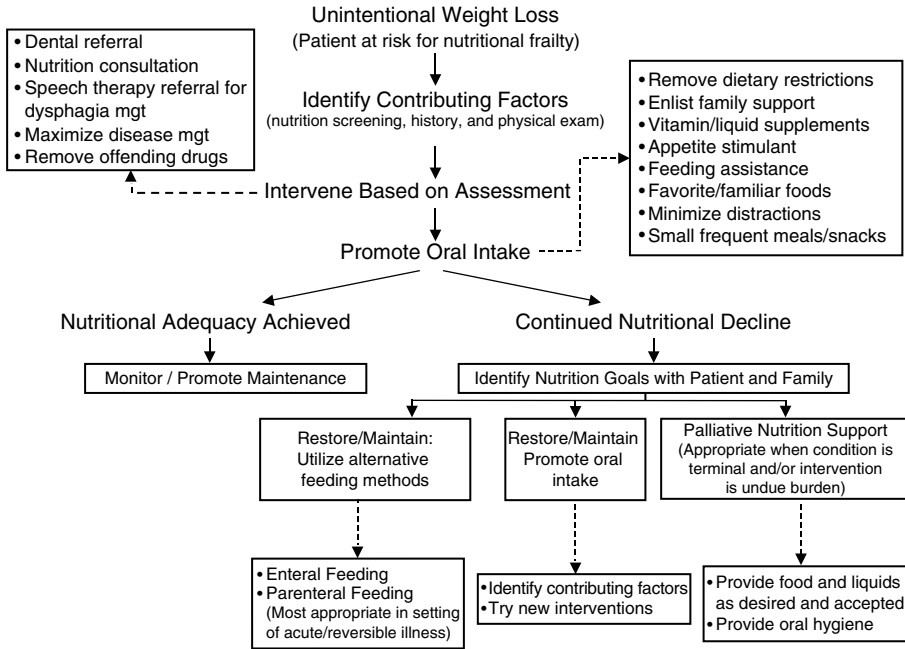 Unintentional Weight Loss
(Patient at risk for nutritional frailty)
• Dental referral
• Nutrition consultation
• Speech therapy referral for
dysphagia mgt
• Maximize disease mgt
• Remove offending drugs
Identify Contributing Factors
(nutrition screening, history, and physical exam)
• Remove dietary restrictions
• Enlist family support
• Vitamin/liquid supplements
• Appetite stimulant
• Feeding assistance
• Favorite/familiar foods
• Minimize distractions
• Small frequent meals/snacks
Intervene Based on Assessment
Promote Oral Intake
Nutritional Adequacy Achieved
Continued Nutritional Decline
Monitor / Promote Maintenance
Identify Nutrition Goals with Patient and Family
Restore/Maintain:
Utilize alternative
feeding methods
Restore/Maintain
Promote oral
intake
Palliative Nutrition Support
(Appropriate when condition is
terminal and/or intervention
is undue burden)
• Enteral Feeding
• Parenteral Feeding
(Most appropriate in setting
of acute/reversible illness)
• Identify contributing factors
• Try new interventions
• Provide food and liquids
as desired and accepted
• Provide oral hygiene